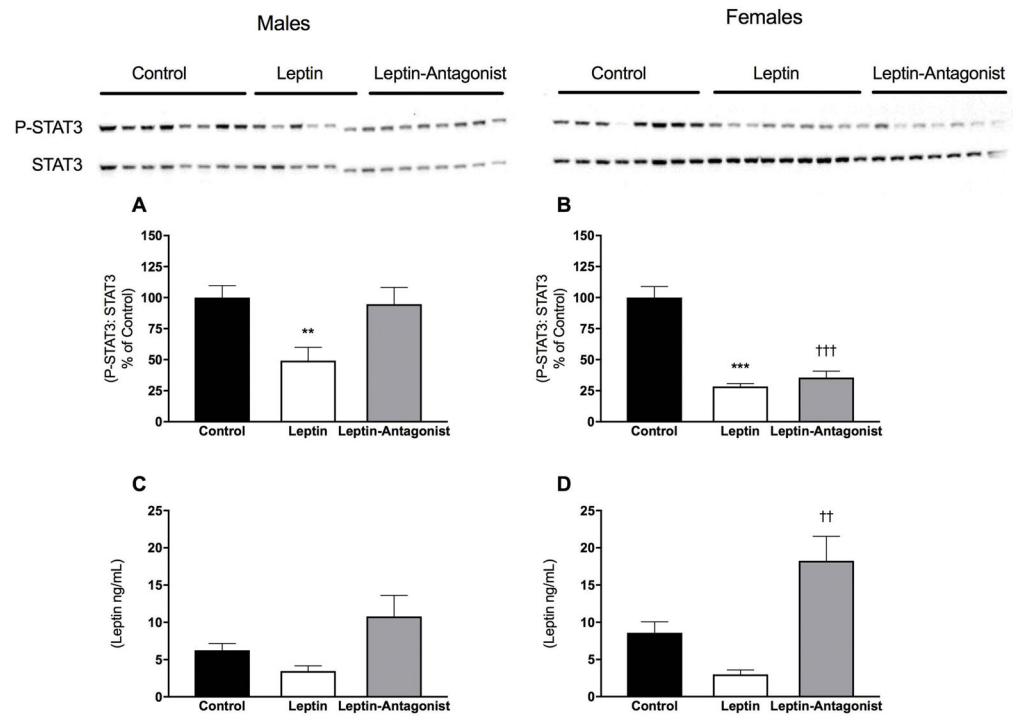 Males
Females
Control Leptin Leptin-Antagonist
Control Leptin Leptin-Antagonist
P-STAT3
STAT3
A
(P-STAT3: STAT3
% of Control)
150
125
100
75
50
25
0
**
Control Leptin Leptin-Antagonist
B
(P-STAT3: STAT3
% of Control)
150
125
100
75
50
25
0
***
†††
Control Leptin Leptin-Antagonist
C
(Leptin ng/mL)
25
20
15
10
5
0
Control Leptin Leptin-Antagonist
D
(Leptin ng/mL)
25
20
15
10
5
0
††
Control Leptin Leptin-Antagonist